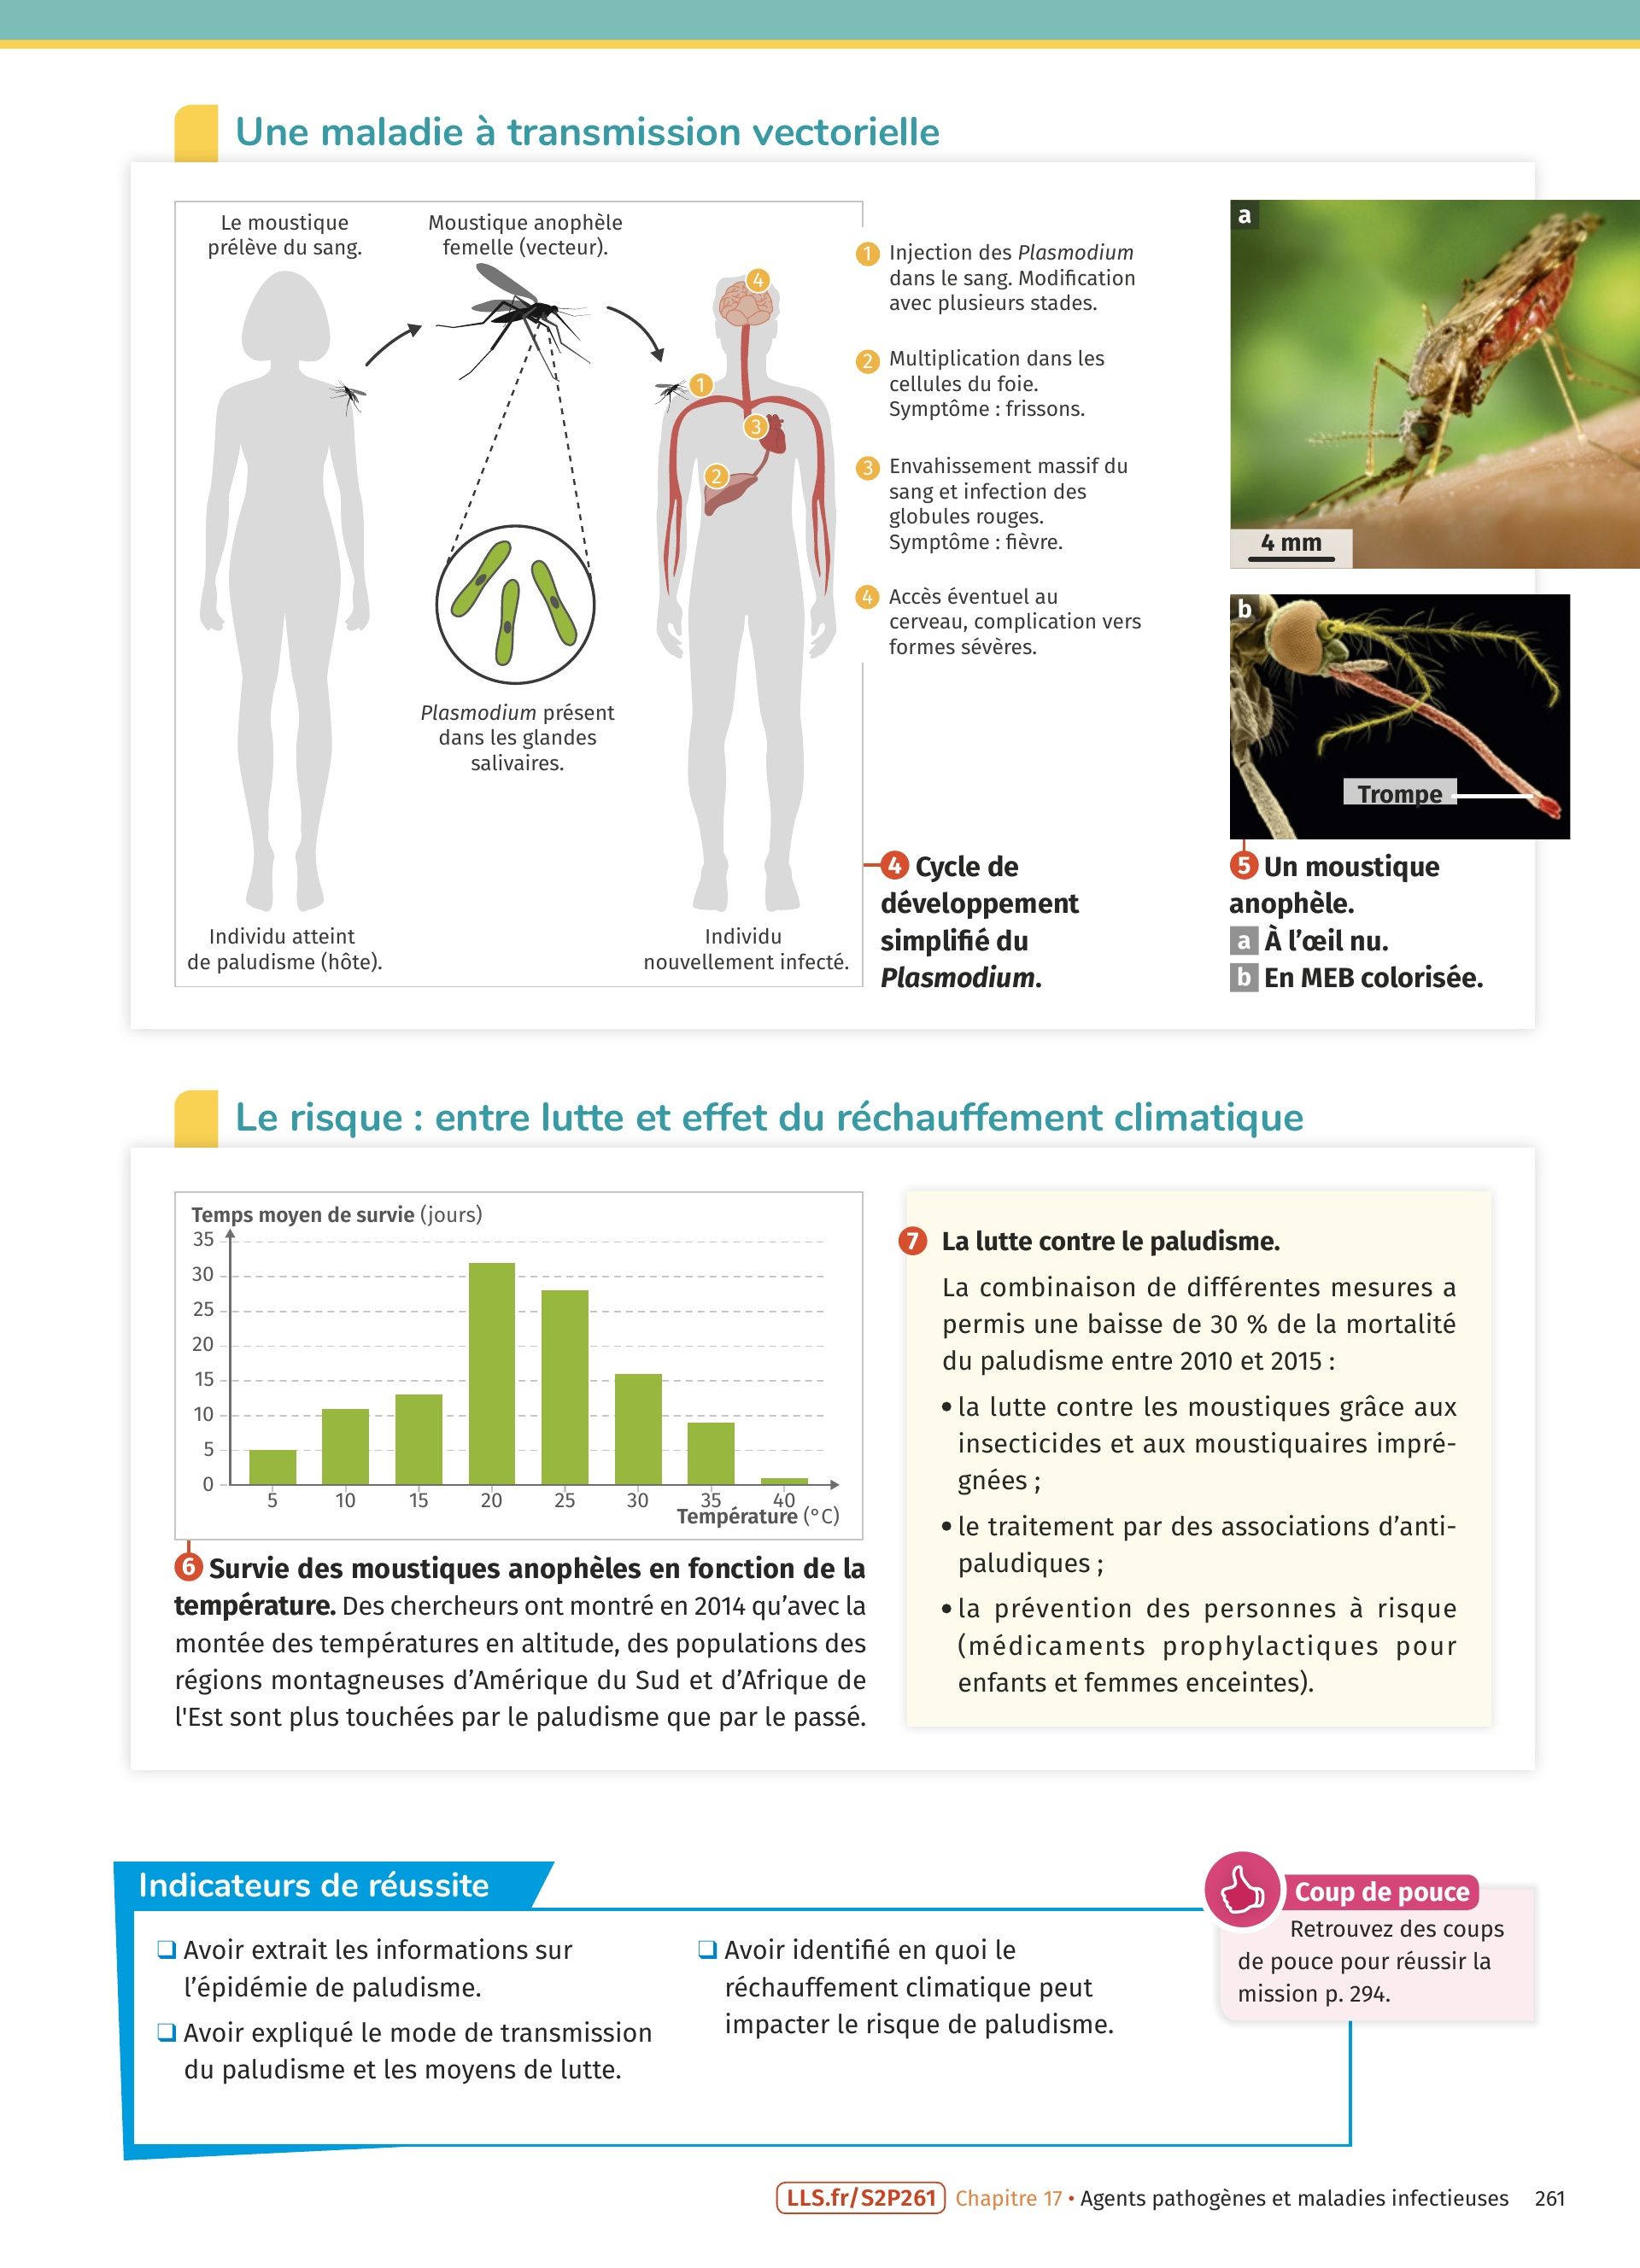 Une maladie à transmission vectorielle
Le moustique
prélève du sang.
Moustique anophèle
femelle (vecteur).
4
1
3
2
Plasmodium présent
dans les glandes
salivaires.
Individu atteint
de paludisme (hôte).
Individu
nouvellement infecté.
1 Injection des Plasmodium
dans le sang. Modification
avec plusieurs stades.
2 Multiplication dans les
cellules du foie.
Symptôme : frissons.
3 Envahissement massif du
sang et infection des
globules rouges.
Symptôme : fièvre.
4 Accès éventuel au
cerveau, complication vers
formes sévères.
4 Cycle de
développement
simplifié du
Plasmodium.
a
4 mm
b
Trompe
5 Un moustique
anophèle.
a À l’œil nu.
b En MEB colorisée.
Le risque : entre lutte et effet du réchauffement climatique
Temps moyen de survie (jours)
35
30
25
20
15
10
5
0
5 10 15 20 25 30 35 40
Température (°C)
6 Survie des moustiques anophèles en fonction de la
température. Des chercheurs ont montré en 2014 qu’avec la
montée des températures en altitude, des populations des
régions montagneuses d’Amérique du Sud et d’Afrique de
l'Est sont plus touchées par le paludisme que par le passé.
7 La lutte contre le paludisme.
La combinaison de différentes mesures a
permis une baisse de 30 % de la mortalité
du paludisme entre 2010 et 2015 :
• la lutte contre les moustiques grâce aux
insecticides et aux moustiquaires impré-
gnées ;
• le traitement par des associations d’anti-
paludiques ;
• la prévention des personnes à risque
(médicaments prophylactiques pour
enfants et femmes enceintes).
Indicateurs de réussite
❑ Avoir extrait les informations sur
l’épidémie de paludisme.
❑ Avoir expliqué le mode de transmission
du paludisme et les moyens de lutte.
❑ Avoir identifié en quoi le
réchauffement climatique peut
impacter le risque de paludisme.
Coup de pouce
Retrouvez des coups
de pouce pour réussir la
mission p. 294.
LLS.fr/S2P261 Chapitre 17 • Agents pathogènes et maladies infectieuses 261